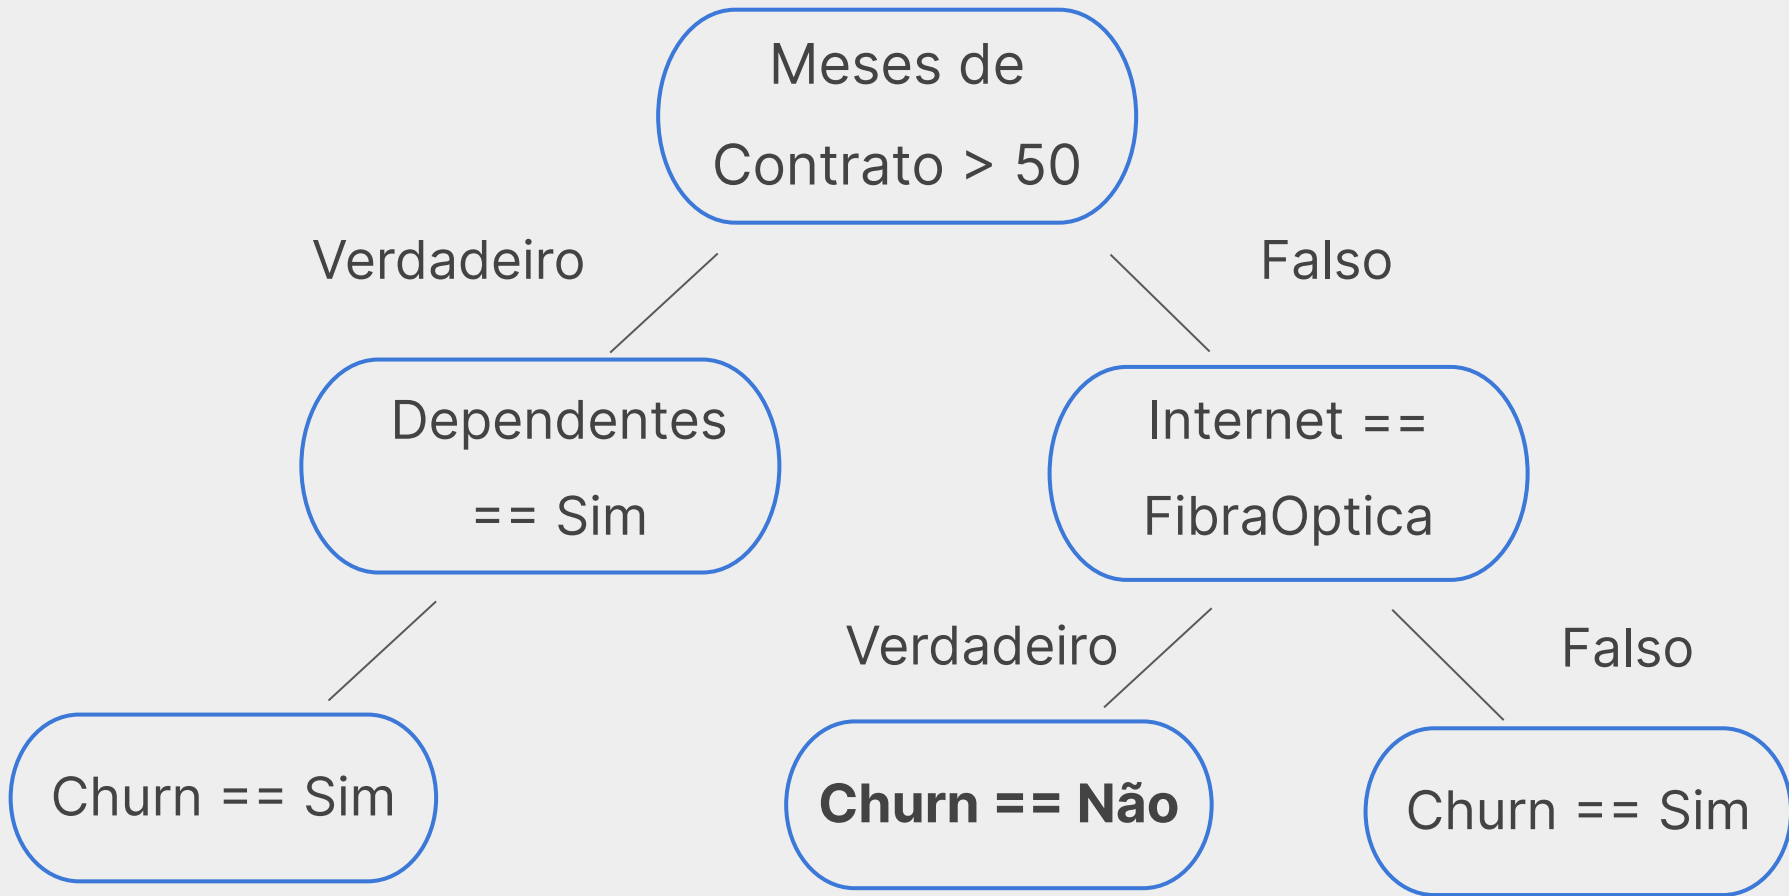 Meses de
Contrato > 50
Verdadeiro
Falso
Dependentes
== Sim
Internet ==
FibraOptica
Verdadeiro
Falso
Churn == Sim
Churn == Não
Churn == Sim